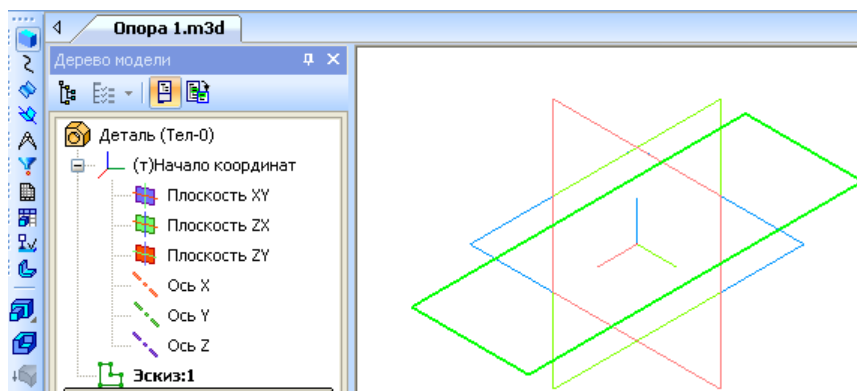 Опора 1.m3d
Дерево модели
Деталь (Тел-0)
(т)Начало координат
Плоскость XY
Плоскость ZX
Плоскость ZY
Ось X
Ось Y
Ось Z
Эскиз:1